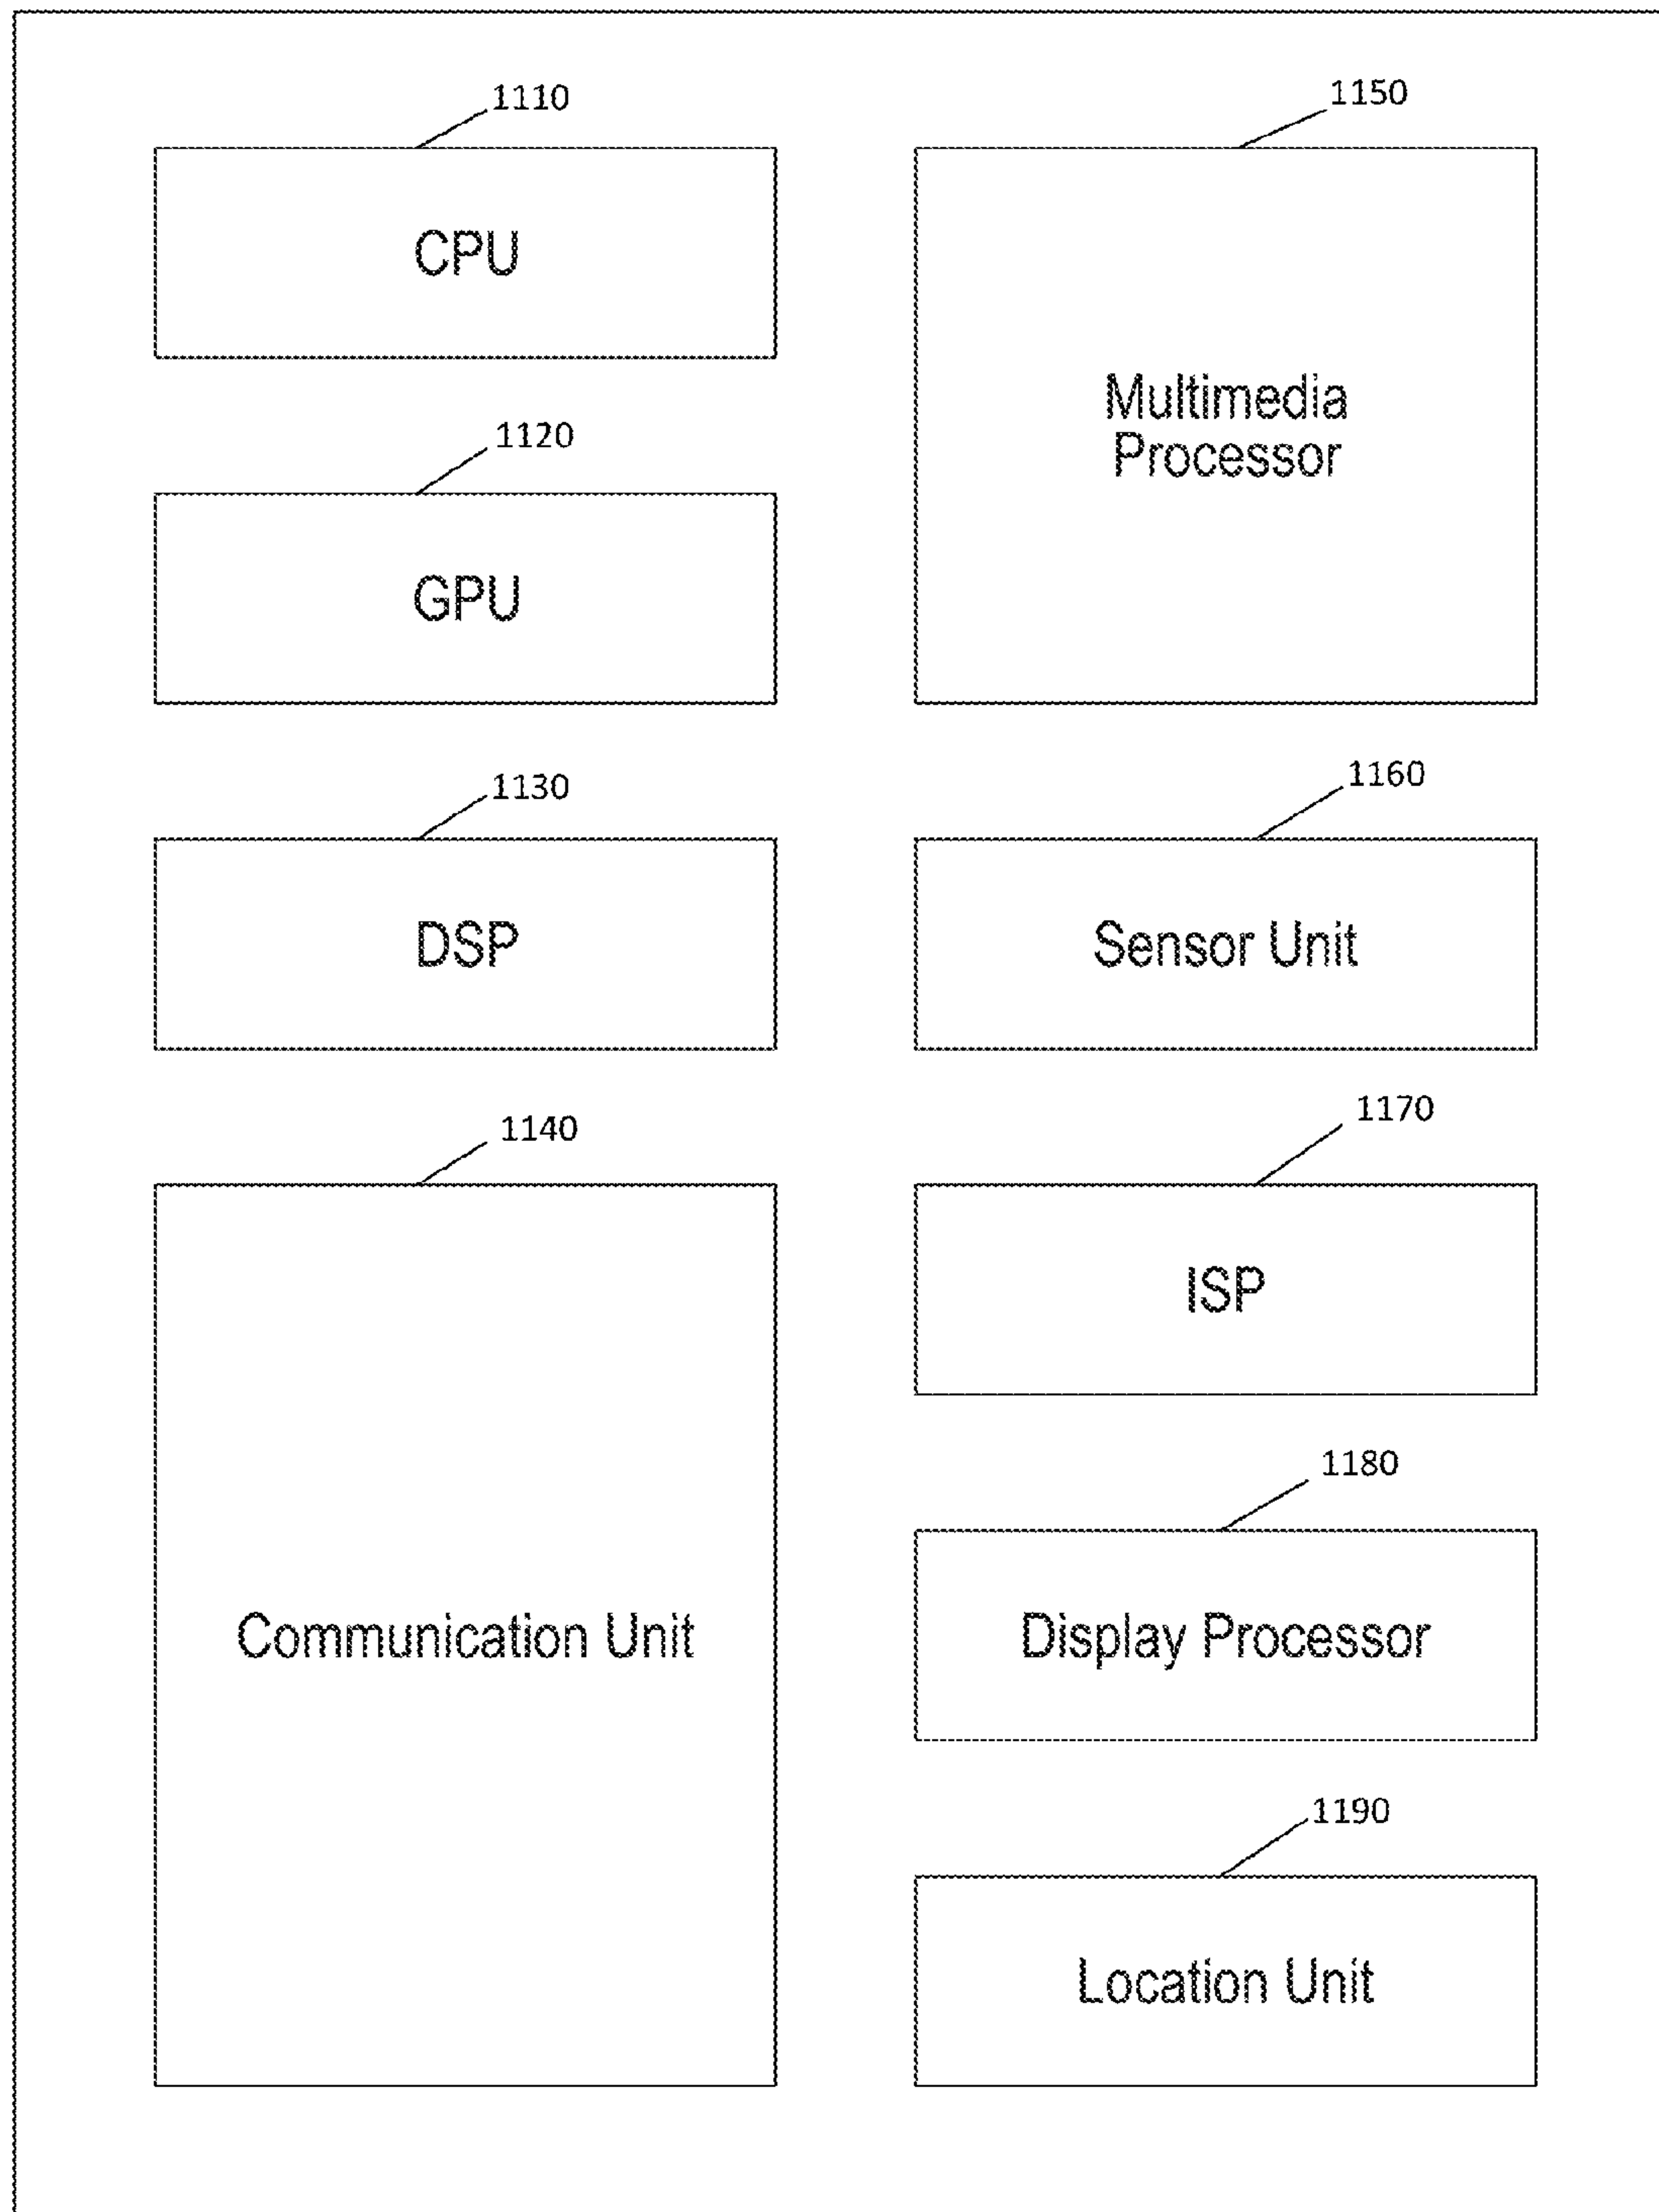 1110
CPU
1120
GPU
1130
DSP
1140
Communication Unit
1150
Multimedia
Processor
1160
Sensor Unit
1170
ISP
1180
Display Processor
1190
Location Unit